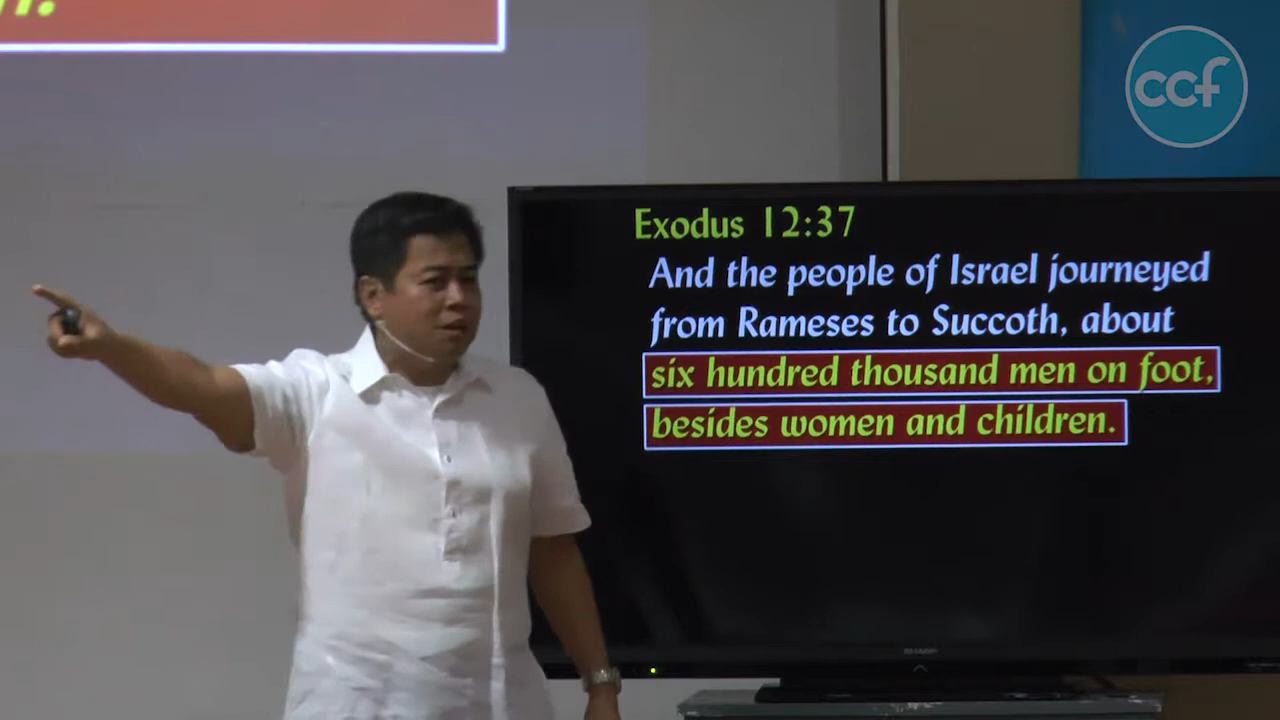 ccf
Exodus 12:37
And the people of Israel journeyed
from Rameses to Succoth, about
six hundred thousand men on foot,
besides women and children.
SHARP